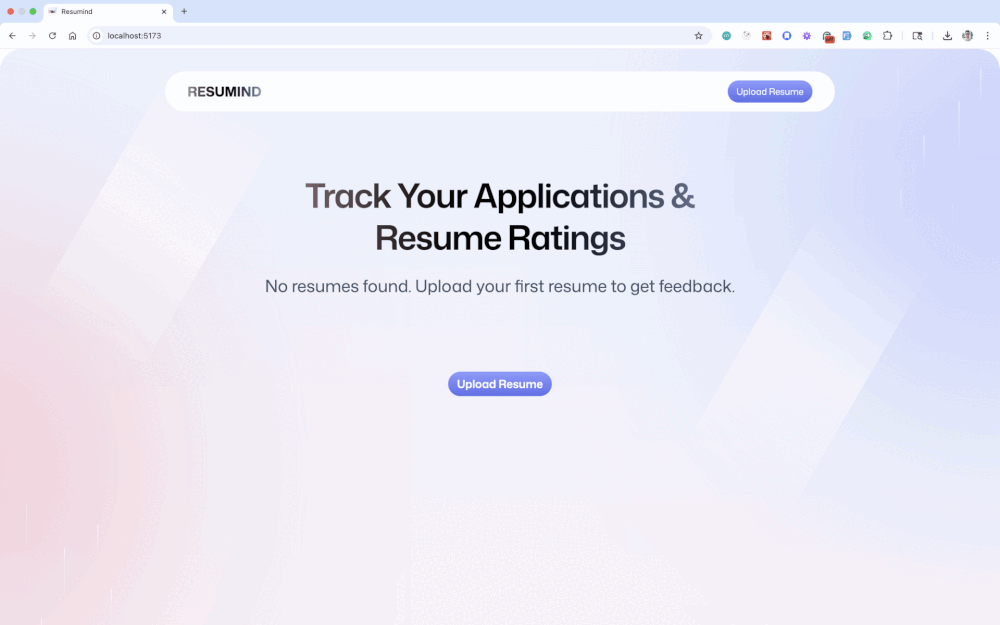 Resumind
localhost:5173
RESUMIND
Upload Resume
Track Your Applications &
Resume Ratings
No resumes found. Upload your first resume to get feedback.
Upload Resume